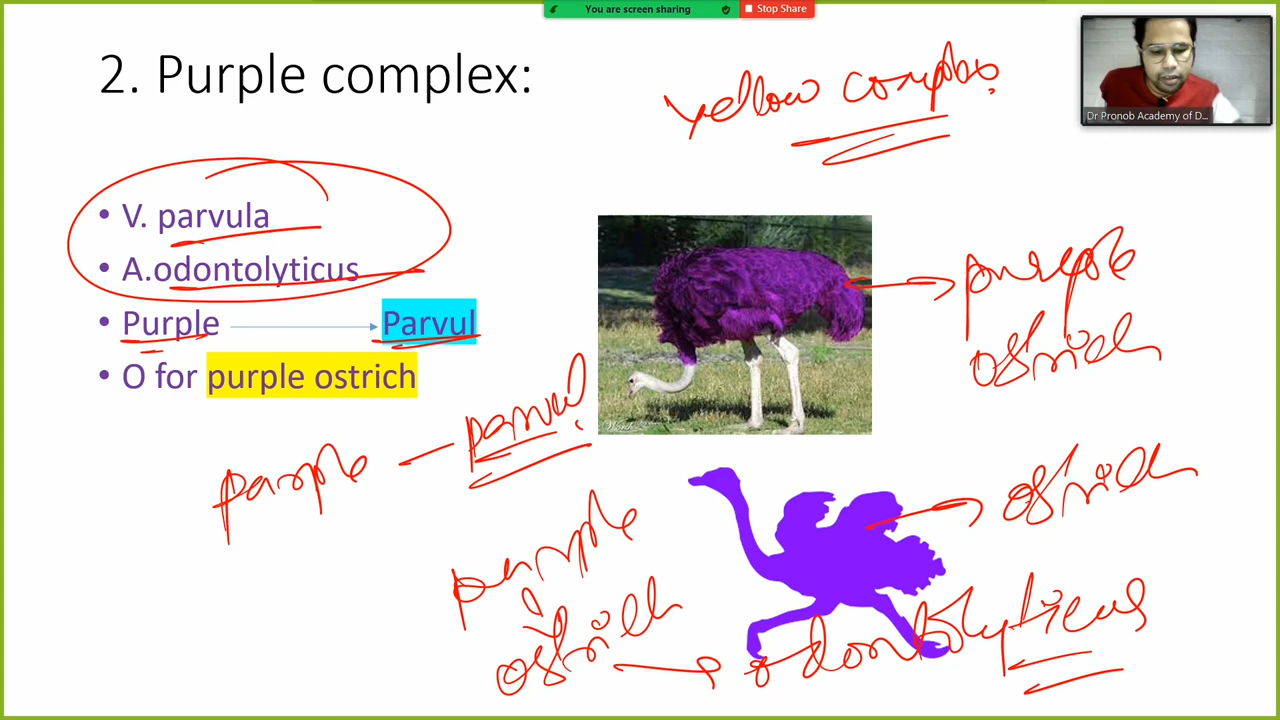 You are screen sharing
Stop Share
2. Purple complex:
yellow complex
Dr Pronob Academy of D...
• V. parvula
• A.odontolyticus
• Purple Parvul
• O for purple ostrich
purple
ostrich
purple – parvul
ostrich
purple
ostrich odontolyticus